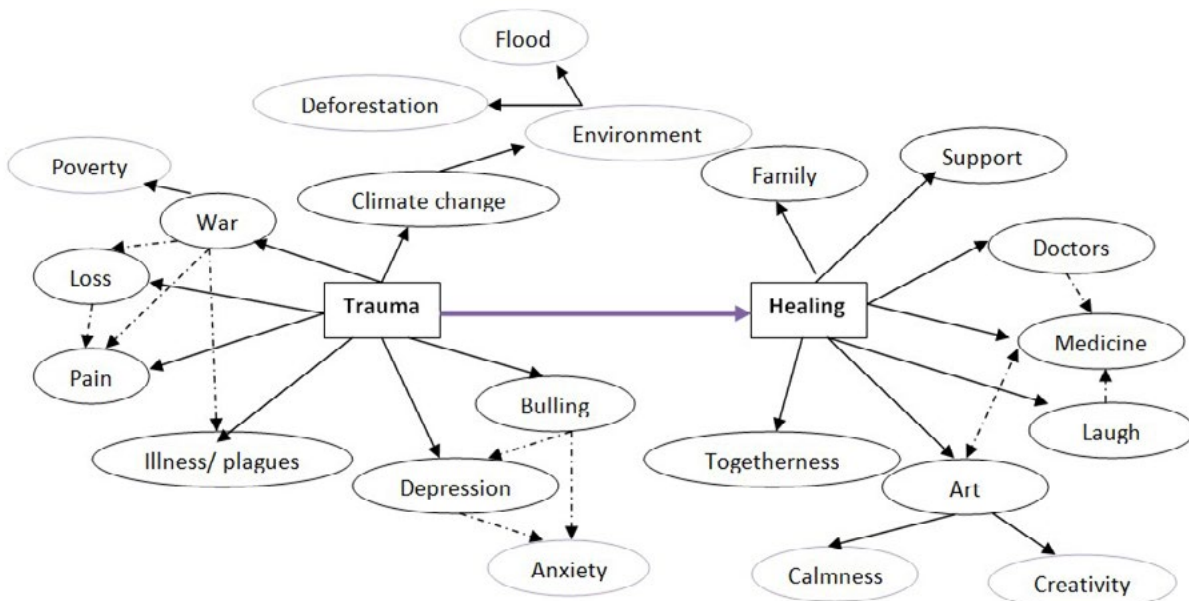 Flood
Deforestation
Environment
Poverty
Climate change
War
Loss
Pain
Trauma
Illness/ plagues
Bulling
Depression
Anxiety
Healing
Family
Support
Doctors
Medicine
Laugh
Togetherness
Art
Calmness
Creativity